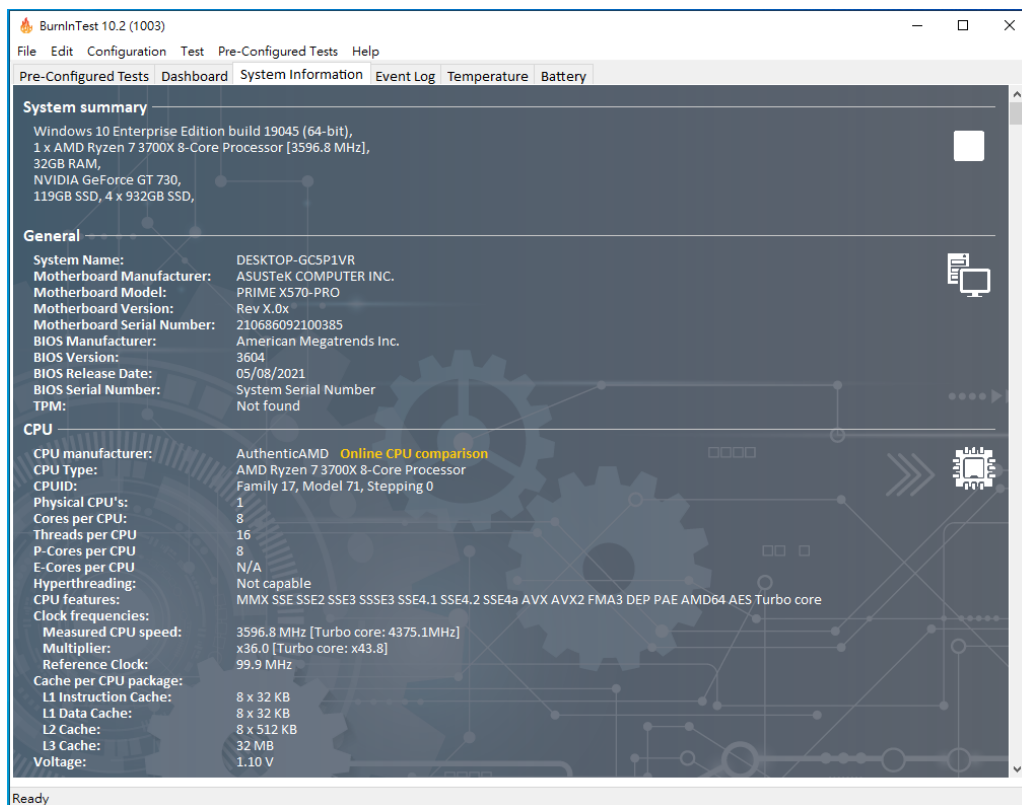 BurnInTest 10.2 (1003)
File Edit Configuration Test Pre-Configured Tests Help
Pre-Configured Tests Dashboard System Information Event Log Temperature Battery
System summary
Windows 10 Enterprise Edition build 19045 (64-bit),
1 x AMD Ryzen 7 3700X 8-Core Processor [3596.8 MHz],
32GB RAM,
NVIDIA GeForce GT 730,
119GB SSD, 4 x 932GB SSD,
General
System Name: DESKTOP-GC5P1VR
Motherboard Manufacturer: ASUSTeK COMPUTER INC.
Motherboard Model: PRIME X570-PRO
Motherboard Version: Rev X.0x
Motherboard Serial Number: 210686092100385
BIOS Manufacturer: American Megatrends Inc.
BIOS Version: 3604
BIOS Release Date: 05/08/2021
BIOS Serial Number: System Serial Number
TPM: Not found
CPU
CPU manufacturer: AuthenticAMD Online CPU comparison
CPU Type: AMD Ryzen 7 3700X 8-Core Processor
CPUID: Family 17, Model 71, Stepping 0
Physical CPU's: 1
Cores per CPU: 8
Threads per CPU 16
P-Cores per CPU 8
E-Cores per CPU N/A
Hyperthreading: Not capable
CPU features: MMX SSE SSE2 SSE3 SSSE3 SSE4.1 SSE4.2 SSE4a AVX AVX2 FMA3 DEP PAE AMD64 AES Turbo core
Clock frequencies:
Measured CPU speed: 3596.8 MHz [Turbo core: 4375.1MHz]
Multiplier: x36.0 [Turbo core: x43.8]
Reference Clock: 99.9 MHz
Cache per CPU package:
L1 Instruction Cache: 8 x 32 KB
L1 Data Cache: 8 x 32 KB
L2 Cache: 8 x 512 KB
L3 Cache: 32 MB
Voltage: 1.10 V
Ready